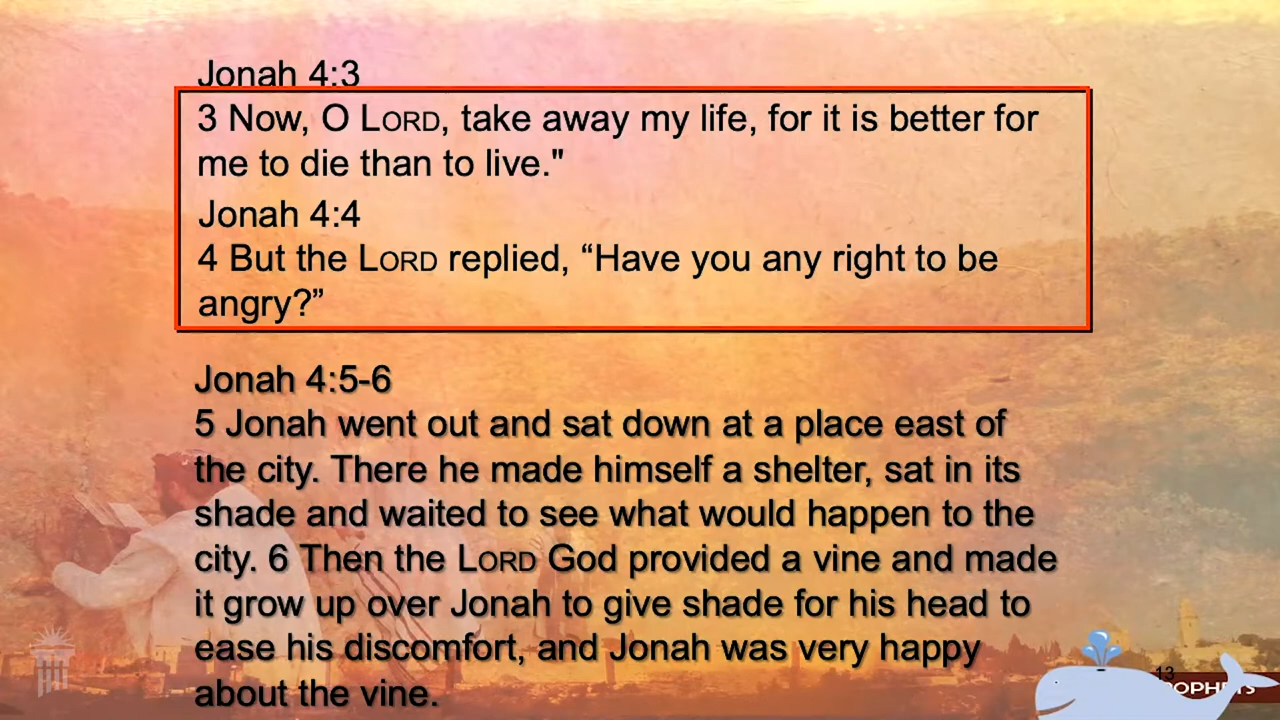 Jonah 4:3
3 Now, O LORD, take away my life, for it is better for
me to die than to live."
Jonah 4:4
4 But the LORD replied, “Have you any right to be
angry?”
Jonah 4:5-6
5 Jonah went out and sat down at a place east of
the city. There he made himself a shelter, sat in its
shade and waited to see what would happen to the
city. 6 Then the LORD God provided a vine and made
it grow up over Jonah to give shade for his head to
ease his discomfort, and Jonah was very happy
about the vine.
13